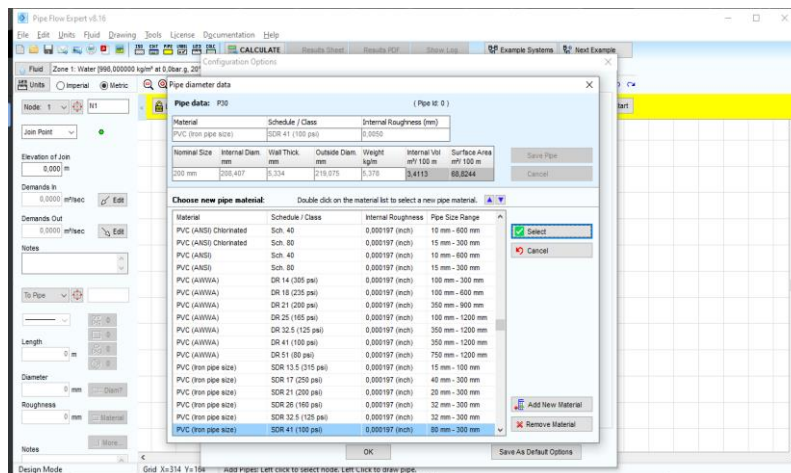 Pipe Flow Expert v8.16
File Edit Units Fluid Drawing Tools License Documentation Help
CALCULATE Results Sheet Results PDF Show Log Example Systems Next Example
Configuration Options
Fluid Zone 1: Water [998,000000 kg/m³ at 0,0bar.g, 20°
Units Imperial Metric
Pipe diameter data
Node: 1 N1
Pipe data: P30 ( Pipe Id: 0 )
Material Schedule / Class Internal Roughness (mm)
PVC (Iron pipe size) SDR 41 (100 psi) 0,0050
Join Point
Nominal Size Internal Diam. mm Wall Thick. mm Outside Diam. mm Weight kg/m Internal Vol m³/ 100 m Surface Area m²/ 100 m
200 mm 208,407 5,334 219,075 5,378 3,4113 68,8244
Save Pipe
Cancel
Elevation of Join
0,000 m
Demands In
0,0000 m³/sec Edit
Demands Out
0,0000 m³/sec Edit
Notes
Choose new pipe material: Double click on the material list to select a new pipe material.
Material Schedule / Class Internal Roughness Pipe Size Range
PVC (ANSI) Chlorinated Sch. 40 0,000197 (inch) 10 mm - 600 mm
PVC (ANSI) Chlorinated Sch. 80 0,000197 (inch) 15 mm - 300 mm
PVC (ANSI) Sch. 40 0,000197 (inch) 10 mm - 600 mm
PVC (ANSI) Sch. 80 0,000197 (inch) 15 mm - 300 mm
PVC (AWWA) DR 14 (305 psi) 0,000197 (inch) 100 mm - 300 mm
PVC (AWWA) DR 18 (235 psi) 0,000197 (inch) 100 mm - 600 mm
PVC (AWWA) DR 21 (200 psi) 0,000197 (inch) 350 mm - 900 mm
PVC (AWWA) DR 25 (165 psi) 0,000197 (inch) 100 mm - 1200 mm
PVC (AWWA) DR 32.5 (125 psi) 0,000197 (inch) 350 mm - 1200 mm
PVC (AWWA) DR 41 (100 psi) 0,000197 (inch) 350 mm - 1200 mm
PVC (AWWA) DR 51 (80 psi) 0,000197 (inch) 750 mm - 1200 mm
PVC (Iron pipe size) SDR 13.5 (315 psi) 0,000197 (inch) 15 mm - 100 mm
PVC (Iron pipe size) SDR 17 (250 psi) 0,000197 (inch) 40 mm - 300 mm
PVC (Iron pipe size) SDR 21 (200 psi) 0,000197 (inch) 20 mm - 300 mm
PVC (Iron pipe size) SDR 26 (160 psi) 0,000197 (inch) 32 mm - 300 mm
PVC (Iron pipe size) SDR 32.5 (125 psi) 0,000197 (inch) 32 mm - 300 mm
PVC (Iron pipe size) SDR 41 (100 psi) 0,000197 (inch) 80 mm - 300 mm
Select
Cancel
Add New Material
Remove Material
To Pipe
Length
0 m
Diameter
0 mm Diam?
Roughness
0 mm Material
More...
Notes
OK Save As Default Options
Design Mode Grid X=314 Y=164 Add Pipes: Left click to select node. Left Click to draw pipe.